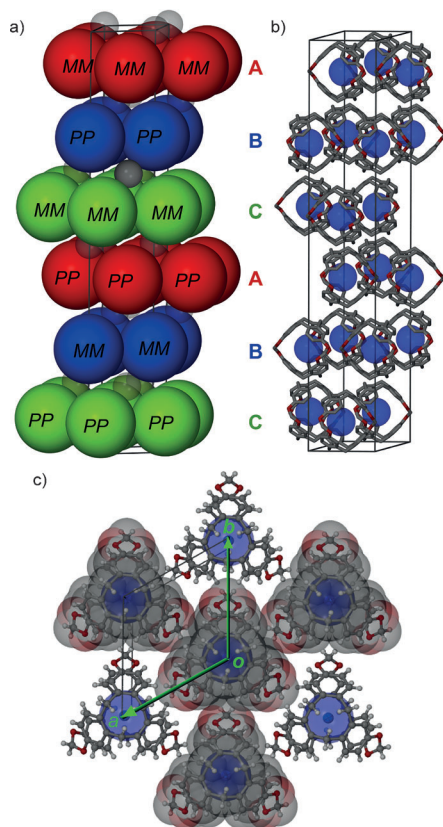 a)
MM MM MM A
PP PP B
MM MM MM C
PP PP PP A
MM MM B
PP PP PP C
b)
c)
b
o
a